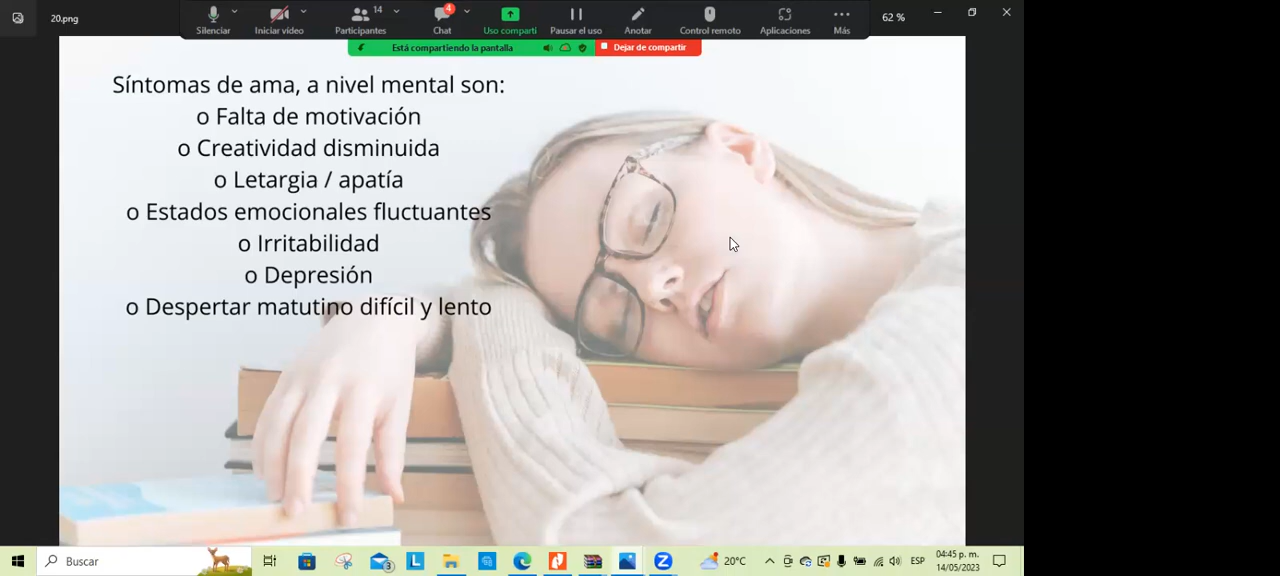 20.png
Silenciar
Iniciar vídeo
14
Participantes
4
Chat
Uso comparti
Pausar el uso
Anotar
Control remoto
Aplicaciones
Más
62 %
Está compartiendo la pantalla
Dejar de compartir
Síntomas de ama, a nivel mental son:
o Falta de motivación
o Creatividad disminuida
o Letargia / apatía
o Estados emocionales fluctuantes
o Irritabilidad
o Depresión
o Despertar matutino difícil y lento
Buscar
3
20°C
ESP
04:45 p. m.
14/05/2023